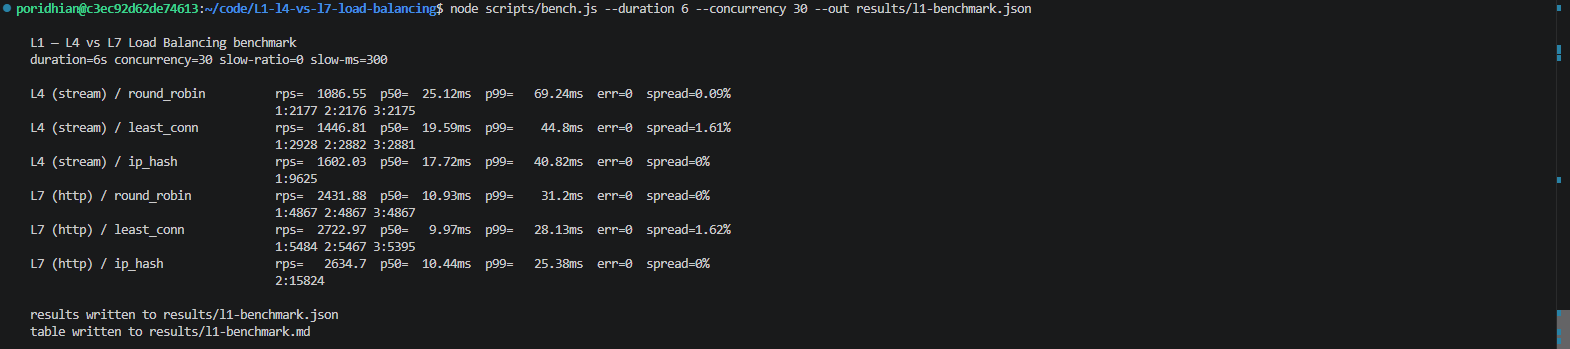 poridhian@c3ec92d62de74613:~/code/L1-l4-vs-l7-load-balancing$ node scripts/bench.js --duration 6 --concurrency 30 --out results/l1-benchmark.json
L1 — L4 vs L7 Load Balancing benchmark
duration=6s concurrency=30 slow-ratio=0 slow-ms=300
L4 (stream) / round_robin rps= 1086.55 p50= 25.12ms p99= 69.24ms err=0 spread=0.09%
1:2177 2:2176 3:2175
L4 (stream) / least_conn rps= 1446.81 p50= 19.59ms p99= 44.8ms err=0 spread=1.61%
1:2928 2:2882 3:2881
L4 (stream) / ip_hash rps= 1602.03 p50= 17.72ms p99= 40.82ms err=0 spread=0%
1:9625
L7 (http) / round_robin rps= 2431.88 p50= 10.93ms p99= 31.2ms err=0 spread=0%
1:4867 2:4867 3:4867
L7 (http) / least_conn rps= 2722.97 p50= 9.97ms p99= 28.13ms err=0 spread=1.62%
1:5484 2:5467 3:5395
L7 (http) / ip_hash rps= 2634.7 p50= 10.44ms p99= 25.38ms err=0 spread=0%
2:15824
results written to results/l1-benchmark.json
table written to results/l1-benchmark.md